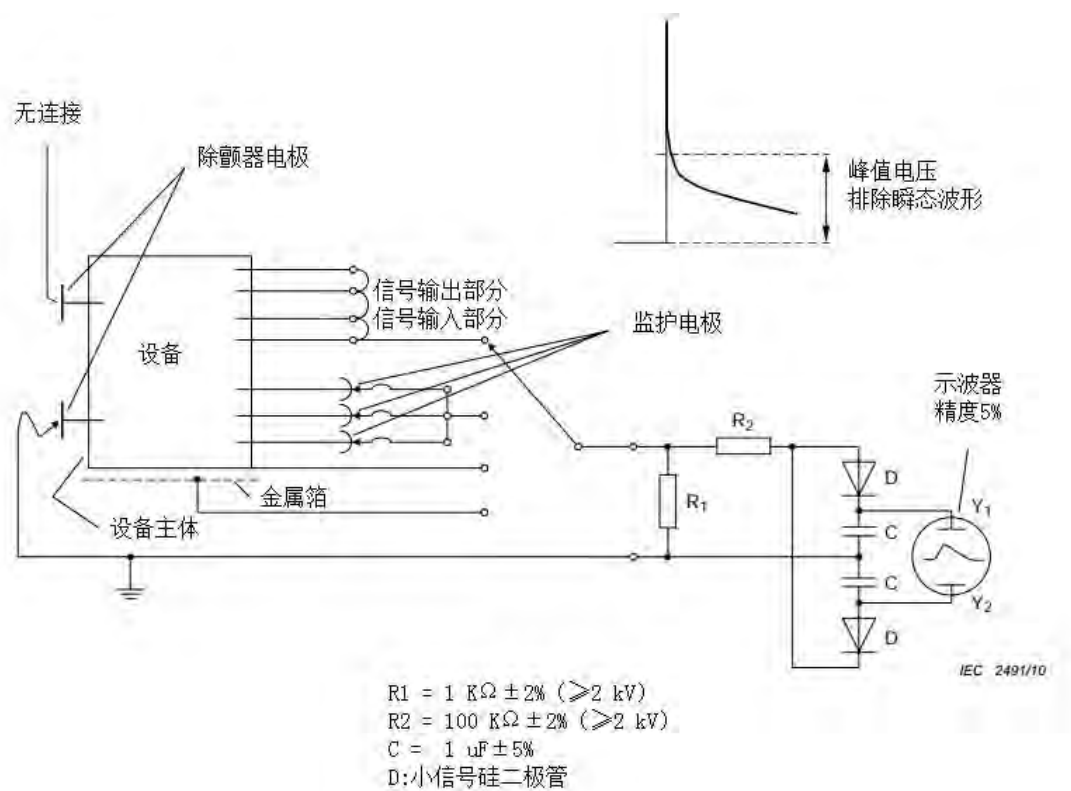 无连接
除颤器电极
峰值电压
排除瞬态波形
信号输出部分
信号输入部分
监护电极
设备
示波器
精度5%
R₂
D
R₁
Y₁
C
金属箔
设备主体
C
Y₂
D
IEC 2491/10
R1 = 1 KΩ ±2% (≥2 kV)
R2 = 100 KΩ ±2% (≥2 kV)
C = 1 uF±5%
D:小信号硅二极管